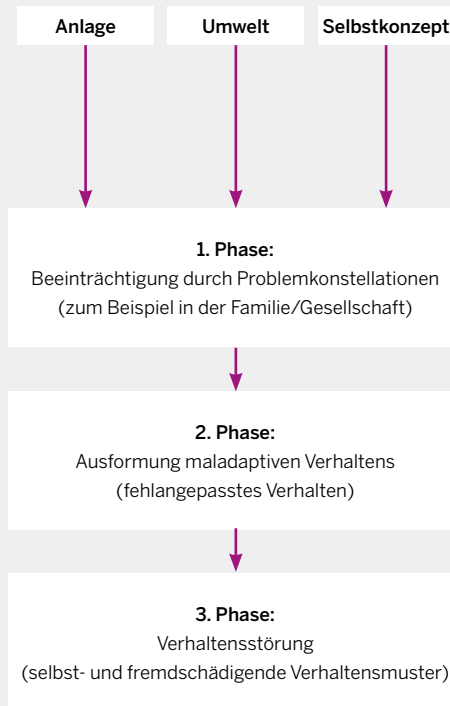 Anlage
Umwelt
Selbstkonzept
1. Phase:
Beeinträchtigung durch Problemkonstellationen
(zum Beispiel in der Familie/Gesellschaft)
2. Phase:
Ausformung maladaptiven Verhaltens
(fehlangepasstes Verhalten)
3. Phase:
Verhaltensstörung
(selbst- und fremdschädigende Verhaltensmuster)